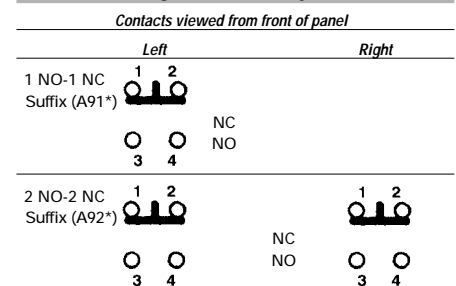 Contacts viewed from front of panel
Left Right
1 NO-1 NC
Suffix (A91*)
1 2
NC
NO
3 4
2 NO-2 NC
Suffix (A92*)
1 2 1 2
NC
NO
3 4 3 4